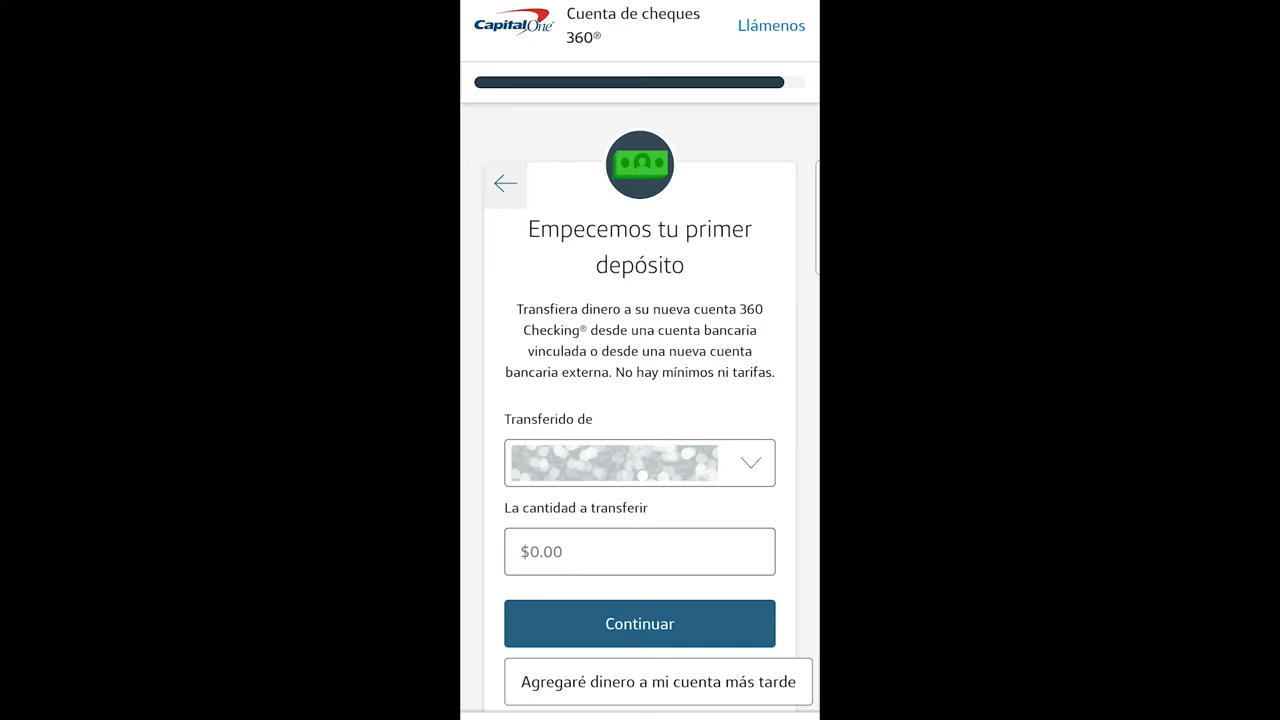 CapitalOne
Cuenta de cheques
360®
Llámenos
Empecemos tu primer
depósito
Transfiera dinero a su nueva cuenta 360
Checking® desde una cuenta bancaria
vinculada o desde una nueva cuenta
bancaria externa. No hay mínimos ni tarifas.
Transferido de
La cantidad a transferir
$0.00
Continuar
Agregaré dinero a mi cuenta más tarde